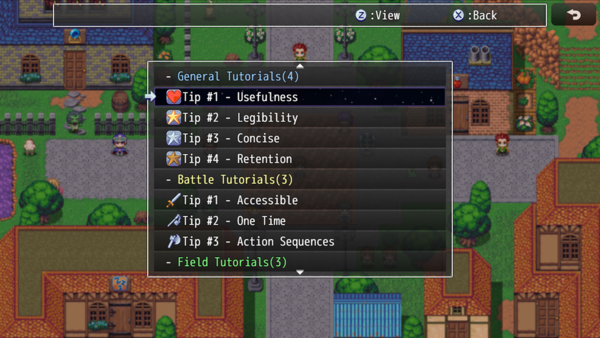 Z :View X :Back
- General Tutorials(4)
Tip #1 - Usefulness
Tip #2 - Legibility
Tip #3 - Concise
Tip #4 - Retention
- Battle Tutorials(3)
Tip #1 - Accessible
Tip #2 - One Time
Tip #3 - Action Sequences
- Field Tutorials(3)